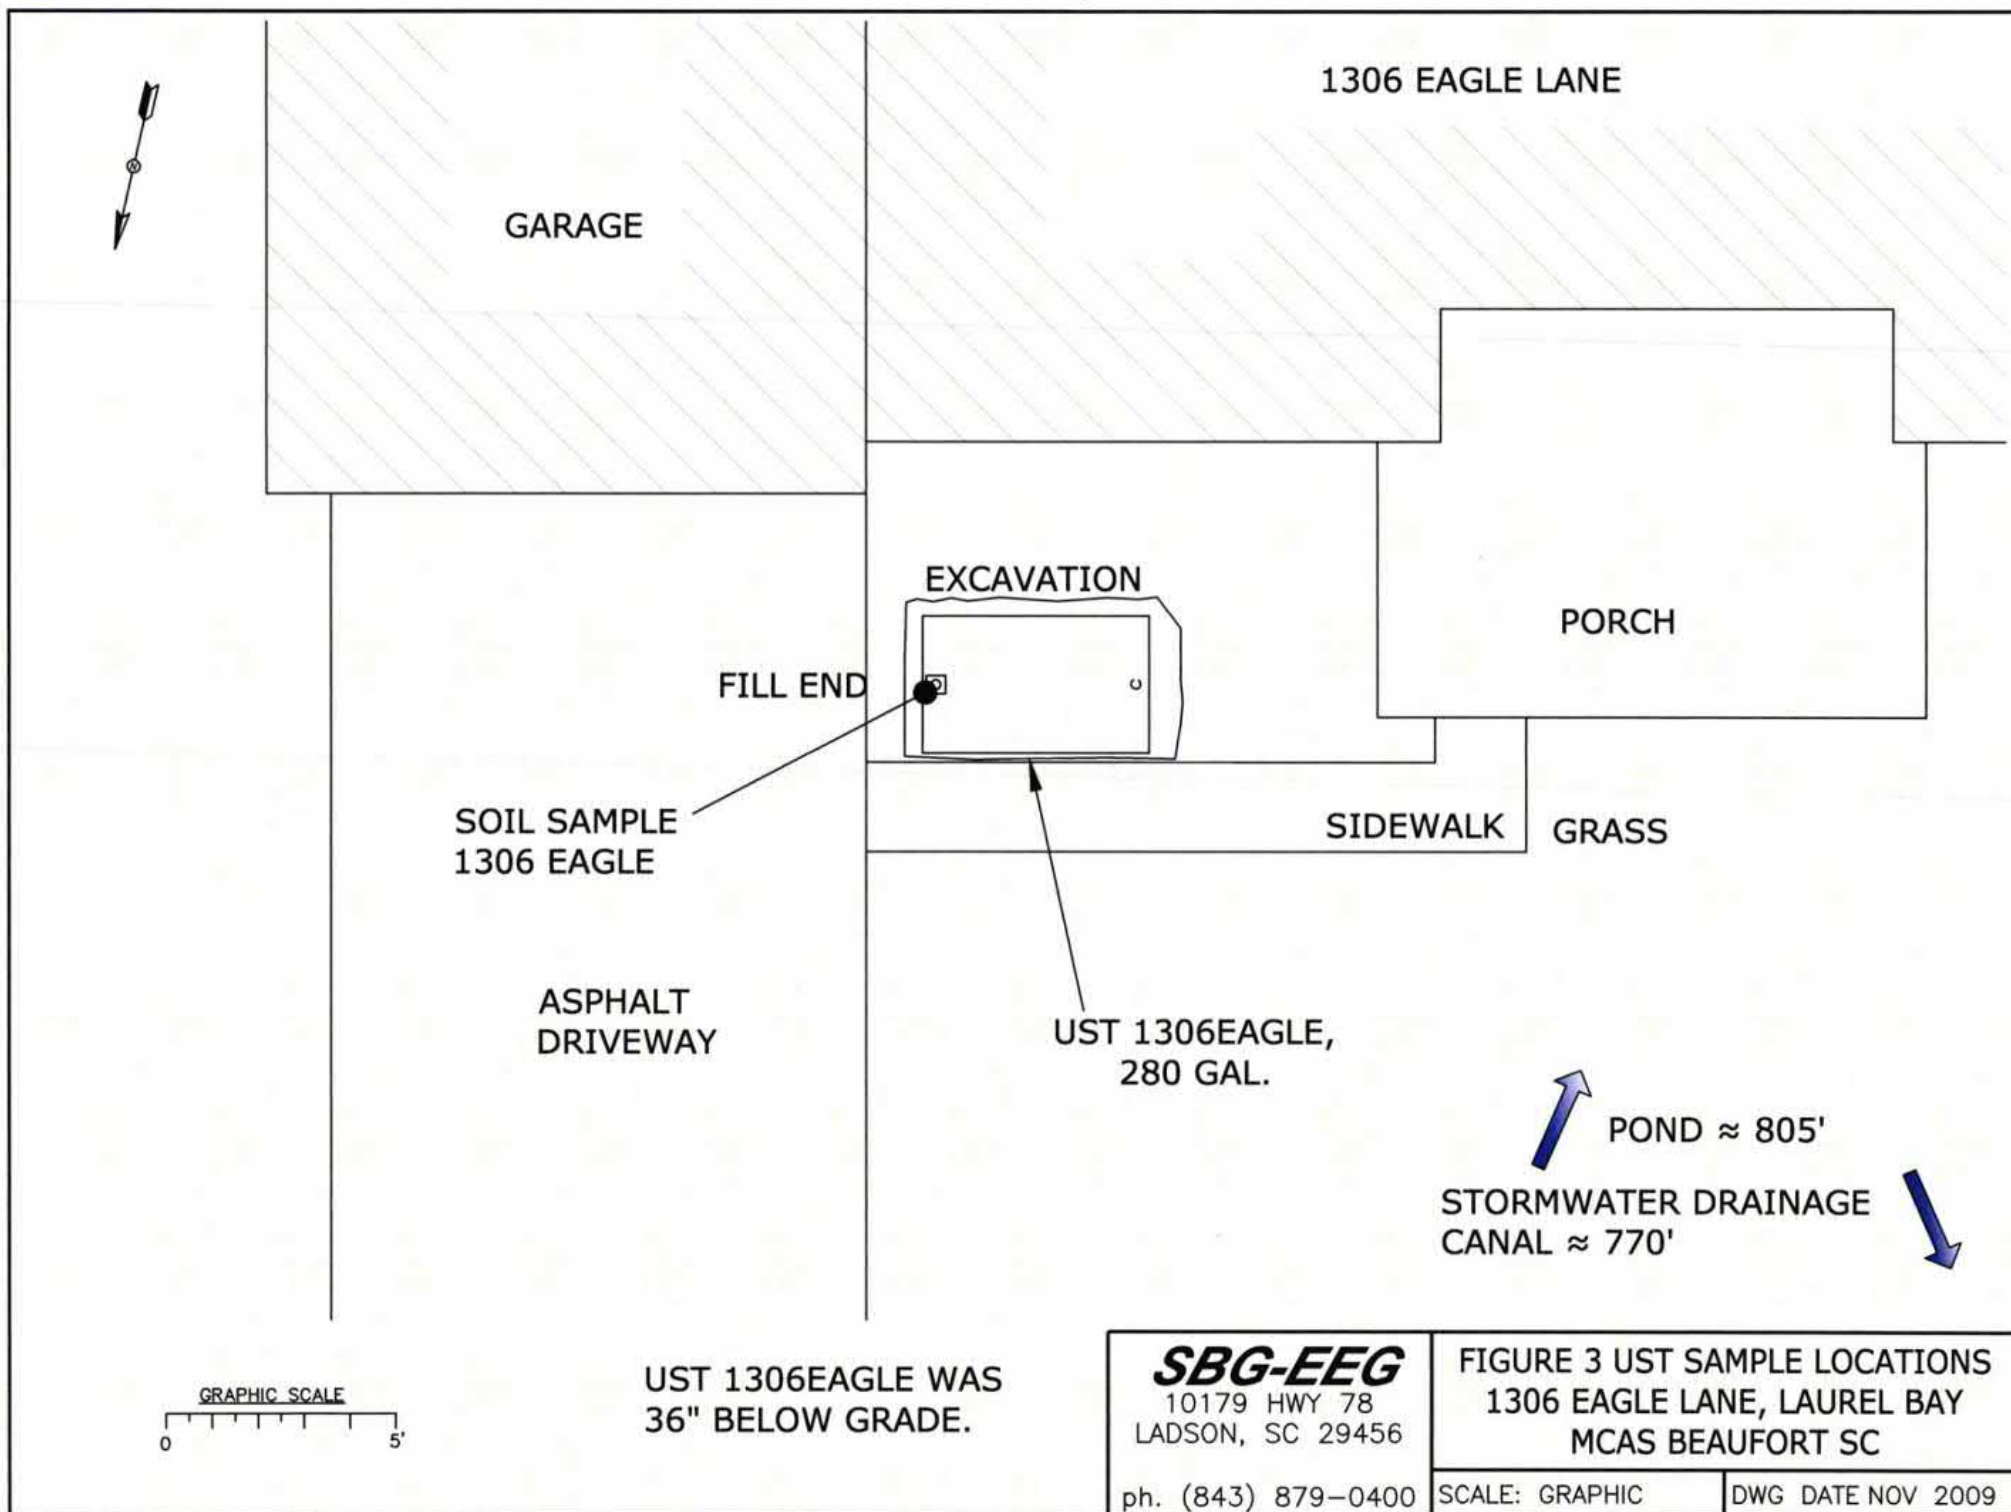 1306 EAGLE LANE
N
GARAGE
EXCAVATION
PORCH
FILL END
C
SOIL SAMPLE
1306 EAGLE
SIDEWALK
GRASS
ASPHALT
DRIVEWAY
UST 1306EAGLE,
280 GAL.
POND ≈ 805'
STORMWATER DRAINAGE
CANAL ≈ 770'
GRAPHIC SCALE
0 5'
UST 1306EAGLE WAS
36" BELOW GRADE.
SBG-EEG
10179 HWY 78
LADSON, SC 29456
ph. (843) 879-0400
FIGURE 3 UST SAMPLE LOCATIONS
1306 EAGLE LANE, LAUREL BAY
MCAS BEAUFORT SC
SCALE: GRAPHIC
DWG DATE NOV 2009